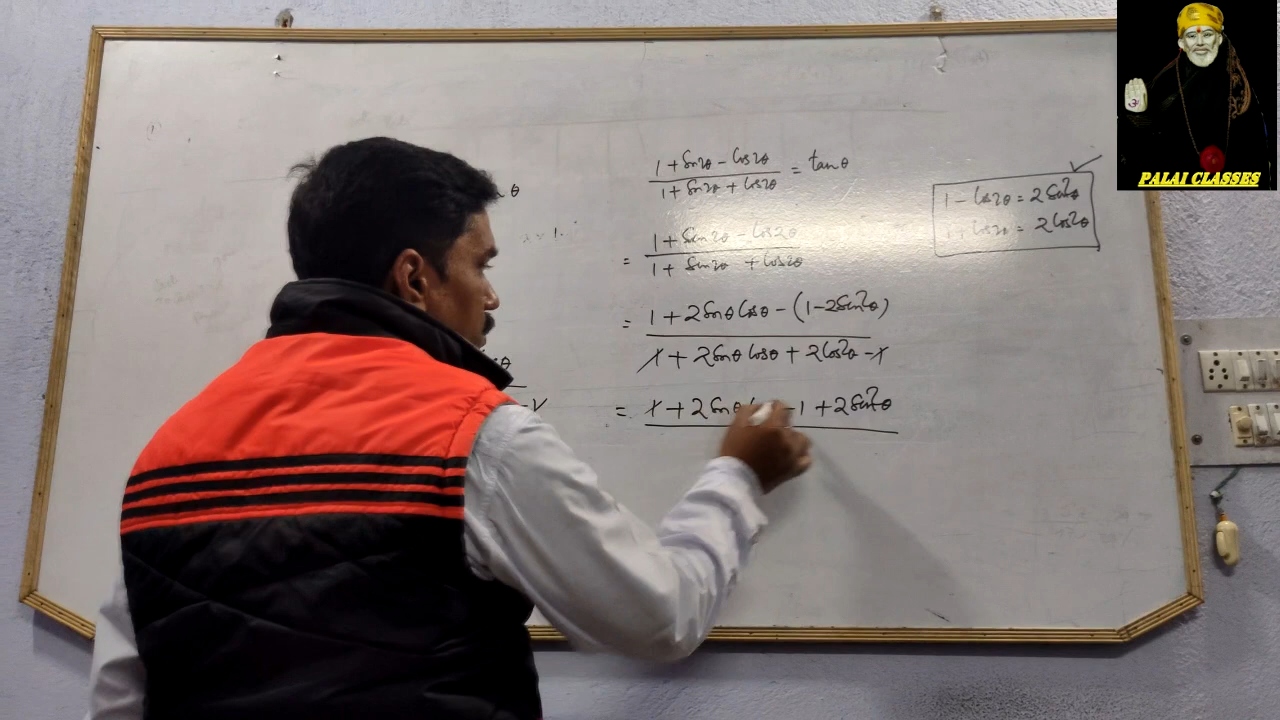 1 + Sin2θ - Cos2θ
1 + Sin2θ + Cos2θ
= tanθ
= 1 + Sin2θ - Cos2θ
1 + Sin2θ + Cos2θ
= 1 + 2Sinθ Cosθ - (1 - 2Sin²θ)
1 + 2Sinθ Cosθ + 2Cos²θ - 1
= 1 + 2Sinθ - 1 + 2Sin²θ
1 - Cos2θ = 2Sin²θ
1 + Cos2θ = 2Cos²θ
θ
PALAI CLASSES